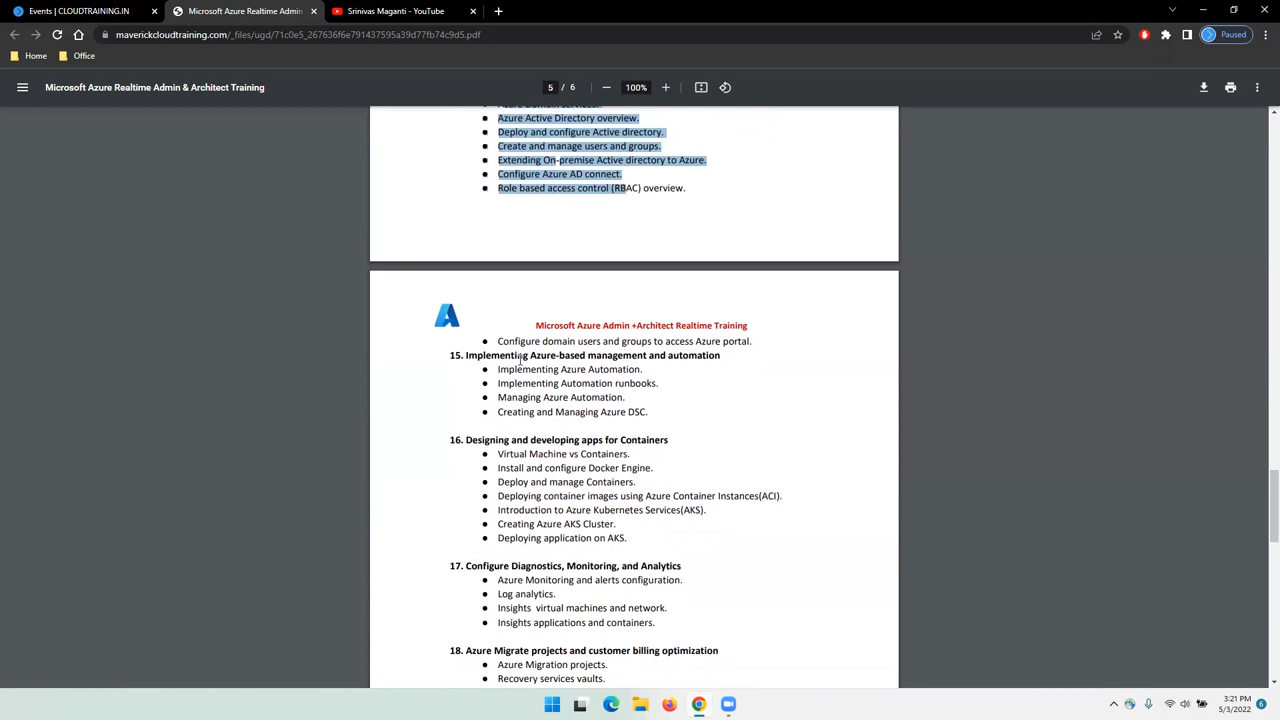 Events | CLOUDTRAINING.IN
Microsoft Azure Realtime Admin
Srinivas Maganti - YouTube
maverickcloudtraining.com/_files/ugd/71c0e5_267636f6e791437595a39d77fb74c9d5.pdf
Paused
Home
Office
Microsoft Azure Realtime Admin & Architect Training
5 / 6
100%
● Azure Domain services.
● Azure Active Directory overview.
● Deploy and configure Active directory.
● Create and manage users and groups.
● Extending On-premise Active directory to Azure.
● Configure Azure AD connect.
● Role based access control (RBAC) overview.
Microsoft Azure Admin +Architect Realtime Training
● Configure domain users and groups to access Azure portal.
15. Implementing Azure-based management and automation
● Implementing Azure Automation.
● Implementing Automation runbooks.
● Managing Azure Automation.
● Creating and Managing Azure DSC.
16. Designing and developing apps for Containers
● Virtual Machine vs Containers.
● Install and configure Docker Engine.
● Deploy and manage Containers.
● Deploying container images using Azure Container Instances(ACI).
● Introduction to Azure Kubernetes Services(AKS).
● Creating Azure AKS Cluster.
● Deploying application on AKS.
17. Configure Diagnostics, Monitoring, and Analytics
● Azure Monitoring and alerts configuration.
● Log analytics.
● Insights virtual machines and network.
● Insights applications and containers.
18. Azure Migrate projects and customer billing optimization
● Azure Migration projects.
● Recovery services vaults.
3:21 PM
5/3/2022
6